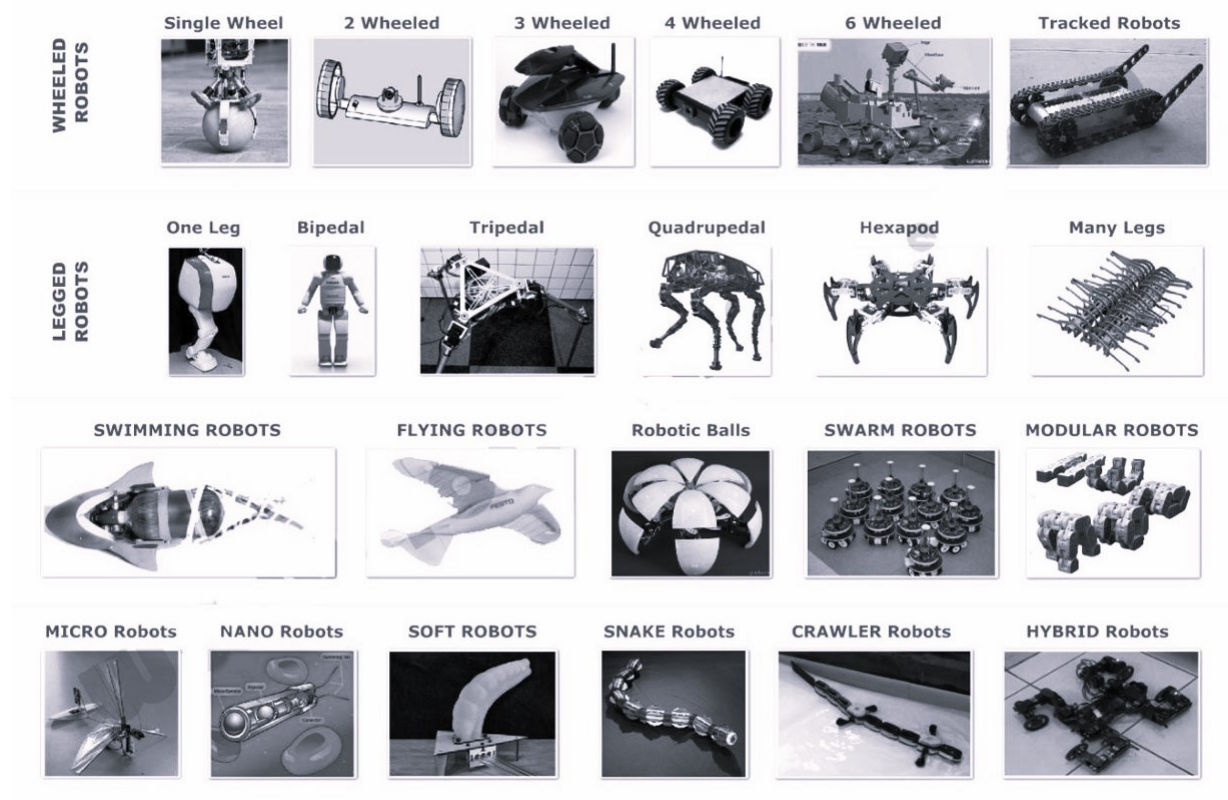 Single Wheel
2 Wheeled
3 Wheeled
4 Wheeled
6 Wheeled
Tracked Robots
WHEELED
ROBOTS
One Leg
Bipedal
Tripedal
Quadrupedal
Hexapod
Many Legs
LEGGED
ROBOTS
SWIMMING ROBOTS
FLYING ROBOTS
Robotic Balls
SWARM ROBOTS
MODULAR ROBOTS
FESTO
MICRO Robots
NANO Robots
SOFT ROBOTS
SNAKE Robots
CRAWLER Robots
HYBRID Robots